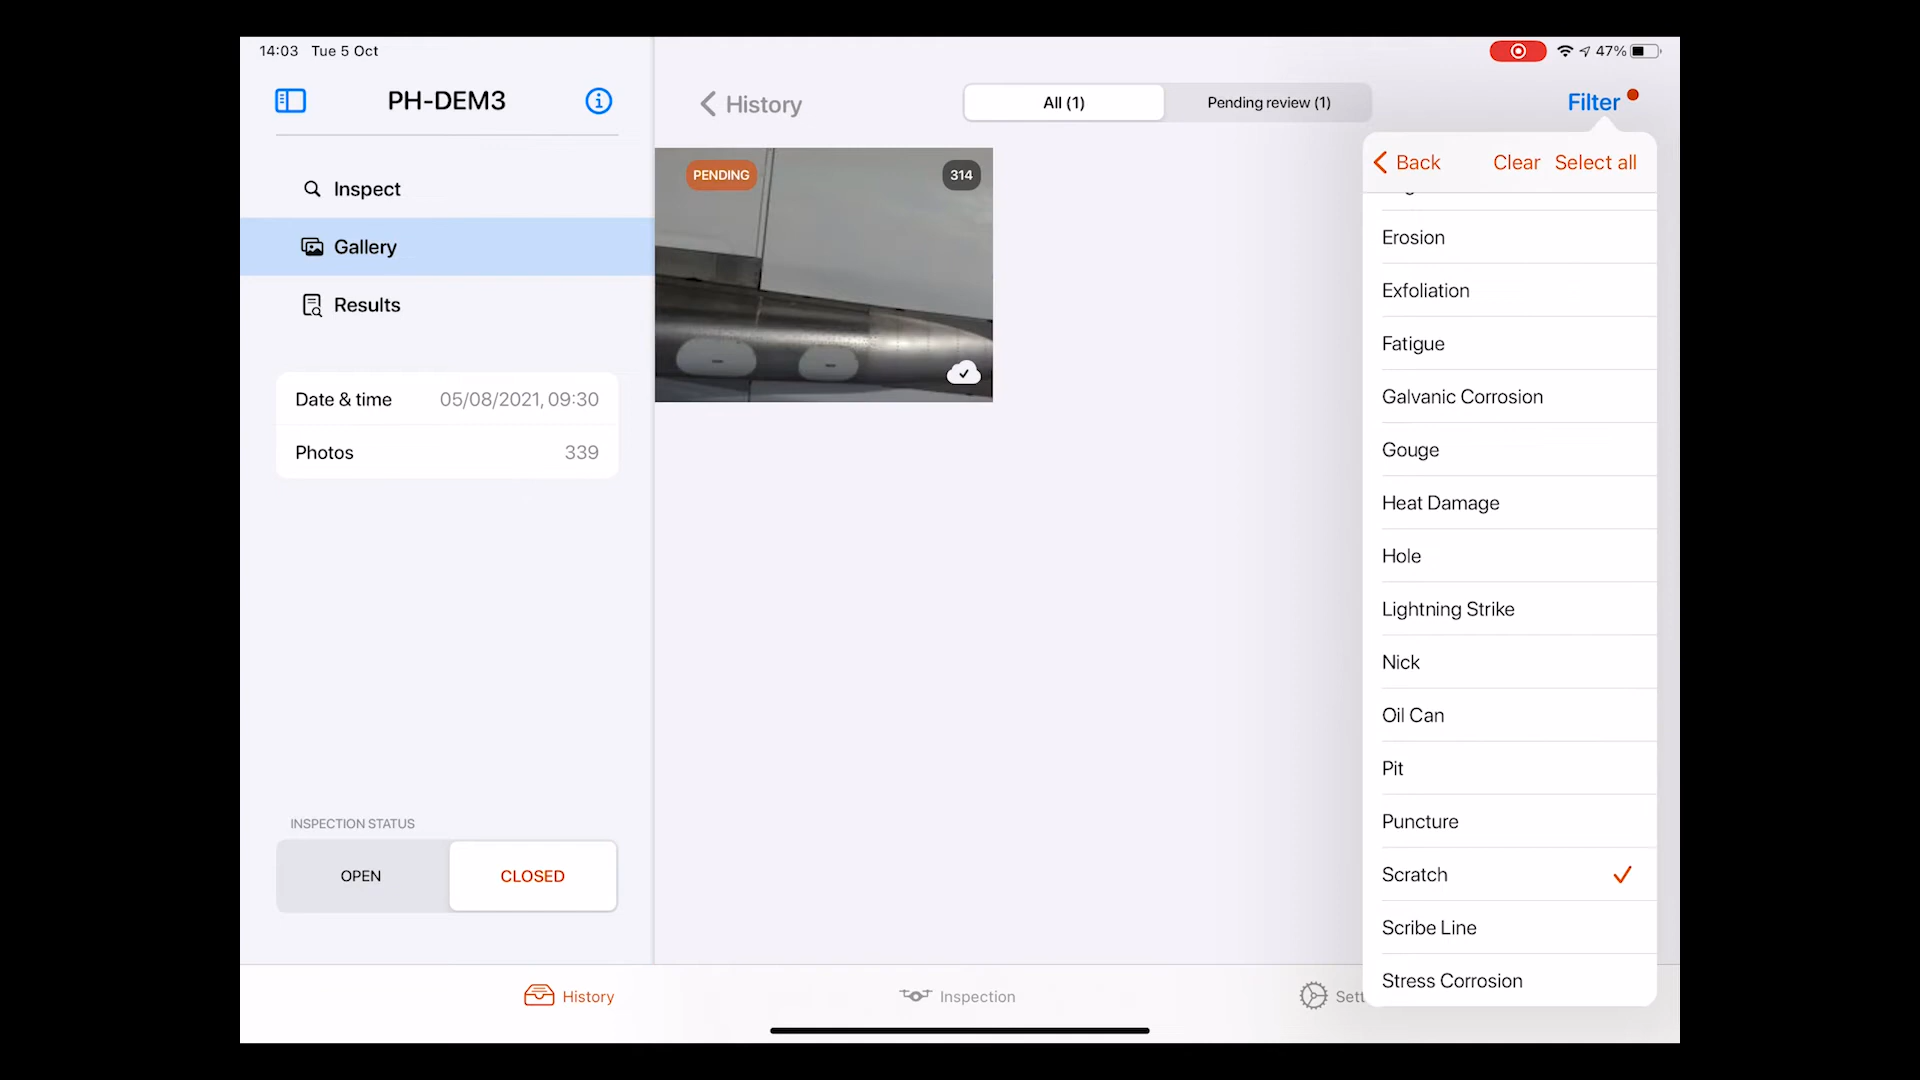 14:03 Tue 5 Oct
47%
PH-DEM3
Inspect
Gallery
Results
Date & time 05/08/2021, 09:30
Photos 339
INSPECTION STATUS
OPEN CLOSED
History
All (1) Pending review (1)
Filter
PENDING
314
Back Clear Select all
Erosion
Exfoliation
Fatigue
Galvanic Corrosion
Gouge
Heat Damage
Hole
Lightning Strike
Nick
Oil Can
Pit
Puncture
Scratch
Scribe Line
Stress Corrosion
History Inspection Sett